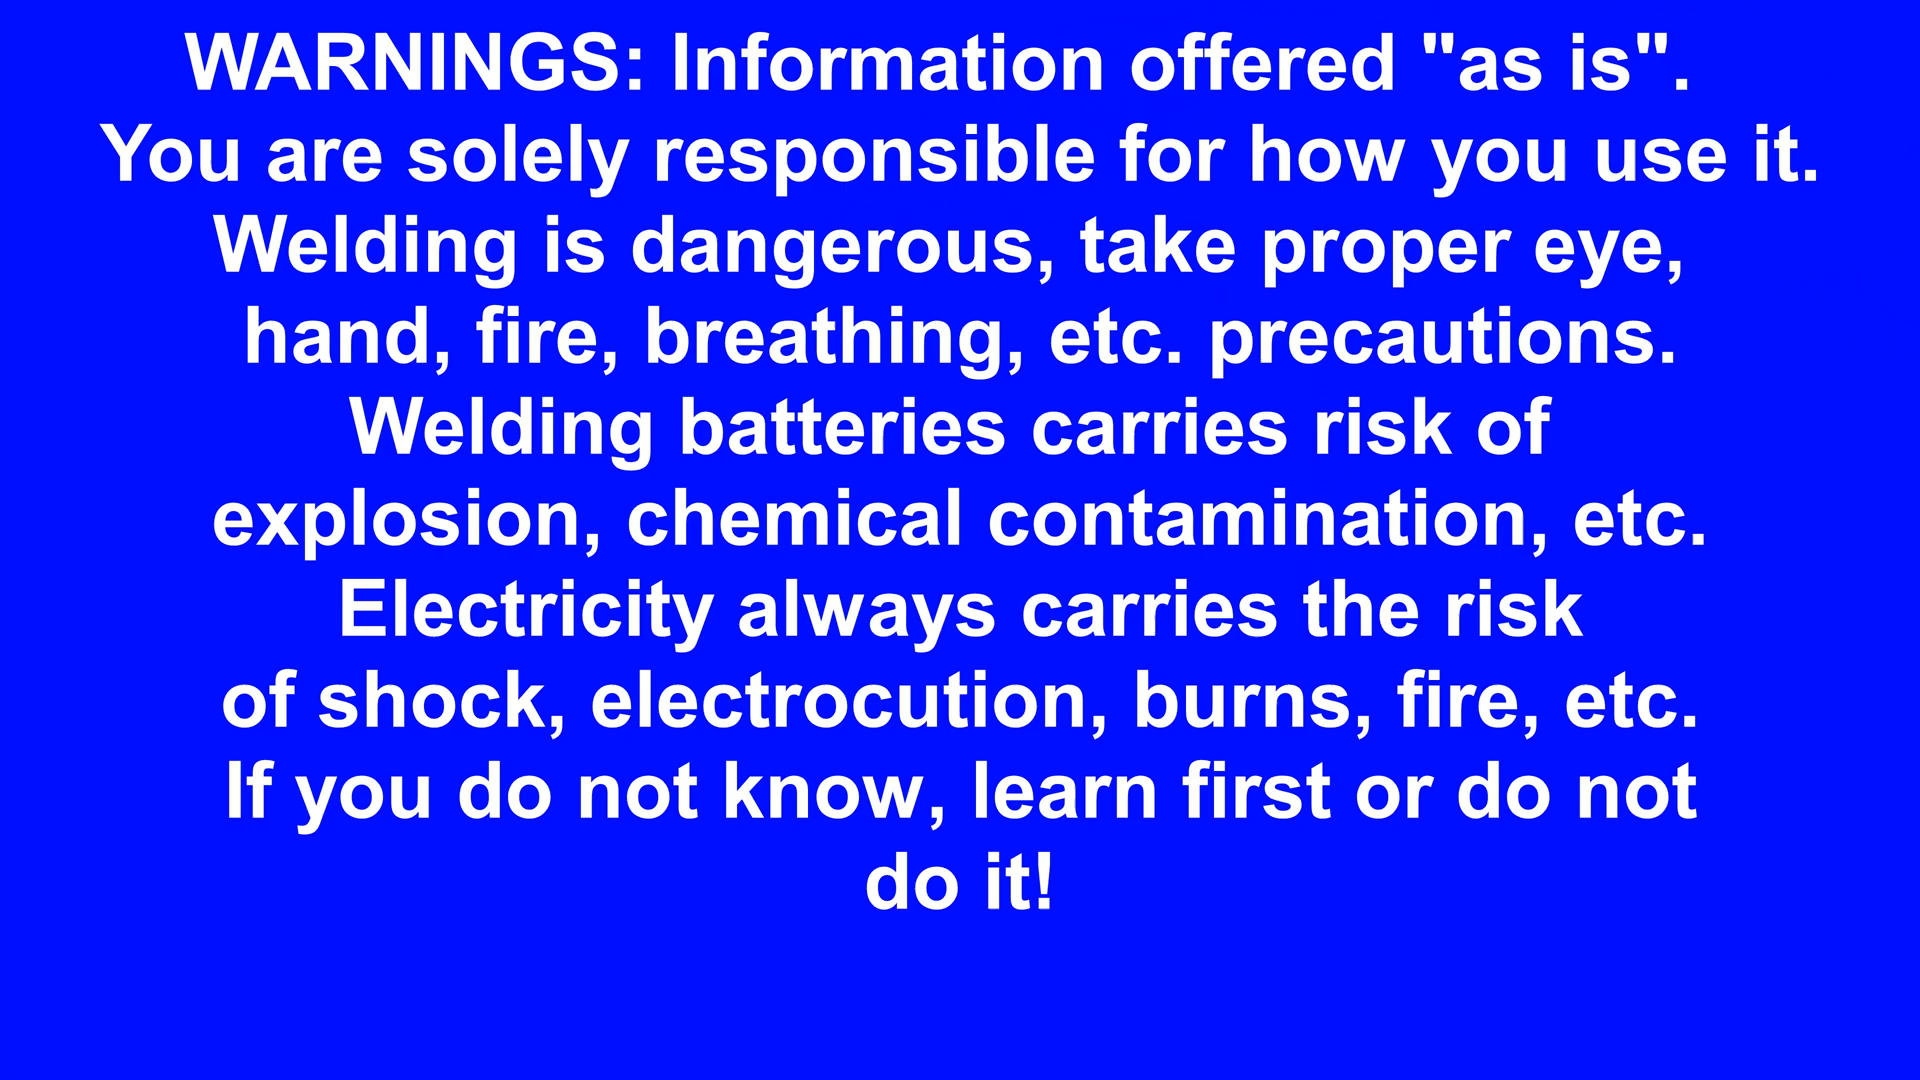 WARNINGS: Information offered "as is".
You are solely responsible for how you use it.
Welding is dangerous, take proper eye,
hand, fire, breathing, etc. precautions.
Welding batteries carries risk of
explosion, chemical contamination, etc.
Electricity always carries the risk
of shock, electrocution, burns, fire, etc.
If you do not know, learn first or do not
do it!